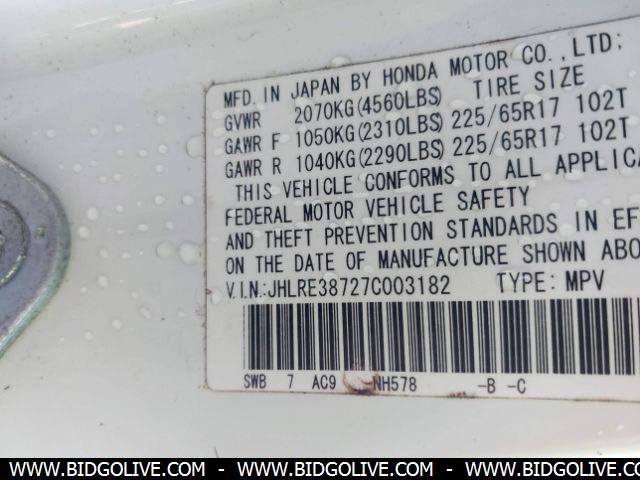 MFD. IN JAPAN BY HONDA MOTOR CO.,LTD;
GVWR 2070KG(4560LBS) TIRE SIZE
GAWR F 1050KG(2310LBS) 225/65R17 102T
GAWR R 1040KG(2290LBS) 225/65R17 102T
THIS VEHICLE CONFORMS TO ALL APPLICA
FEDERAL MOTOR VEHICLE SAFETY
AND THEFT PREVENTION STANDARDS IN EF
ON THE DATE OF MANUFACTURE SHOWN ABO
V.I.N.:JHLRE38727C003182 TYPE: MPV
SWB 7 AC9 NH578 -B -C
WWW.BIDGOLIVE.COM - WWW.BIDGOLIVE.COM - WWW.BIDGOLIVE.COM